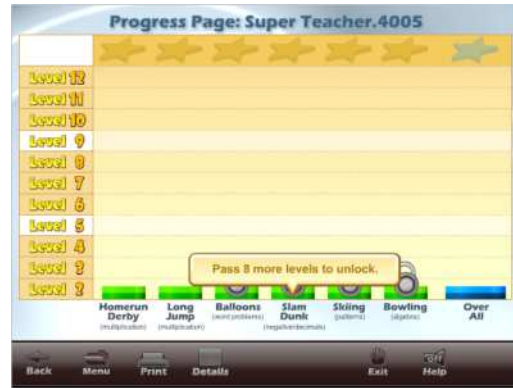 Progress Page: Super Teacher.4005
Level 12
Level 11
Level 10
Level 9
Level 8
Level 7
Level 6
Level 5
Level 4
Level
Level
Pass 8 more levels to unlock.
Homerun Derby
(multiplication)
Long Jump
(multiplication)
Balloons
(word problems)
Slam Dunk
(negative/decimals)
Skiing
(patterns)
Bowling
(algebra)
Over All
Back
Menu
Print
Details
Exit
Help